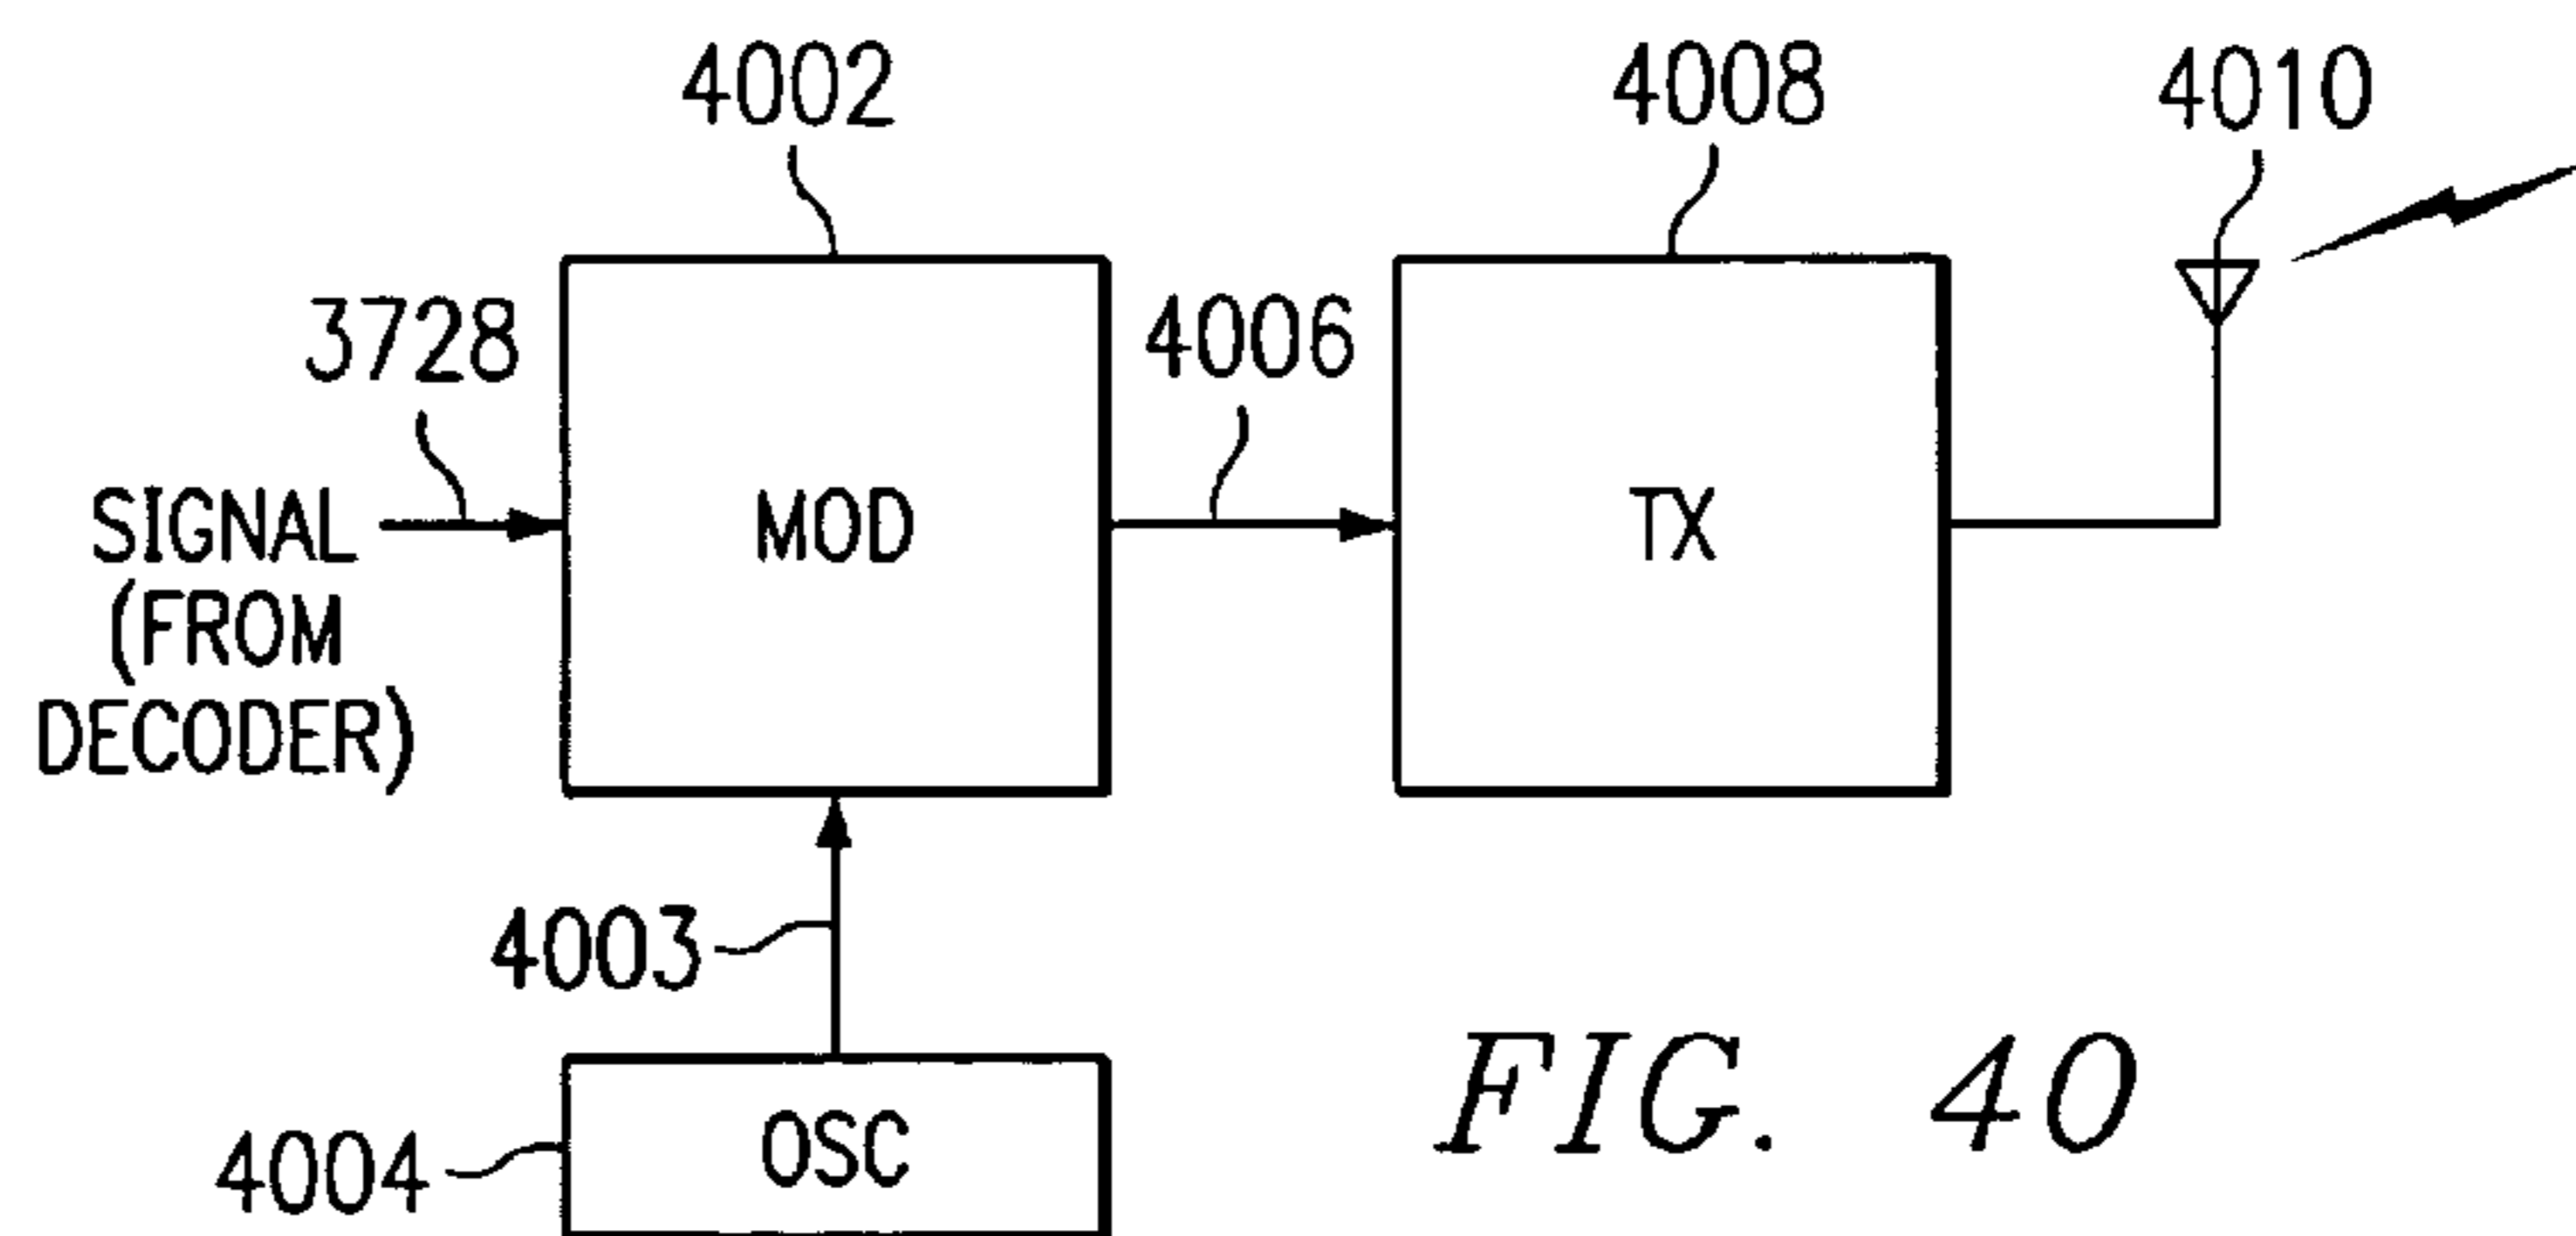 4002
4008
4010
3728
4006
SIGNAL
(FROM
DECODER)
MOD
TX
4003
4004
OSC
FIG. 40